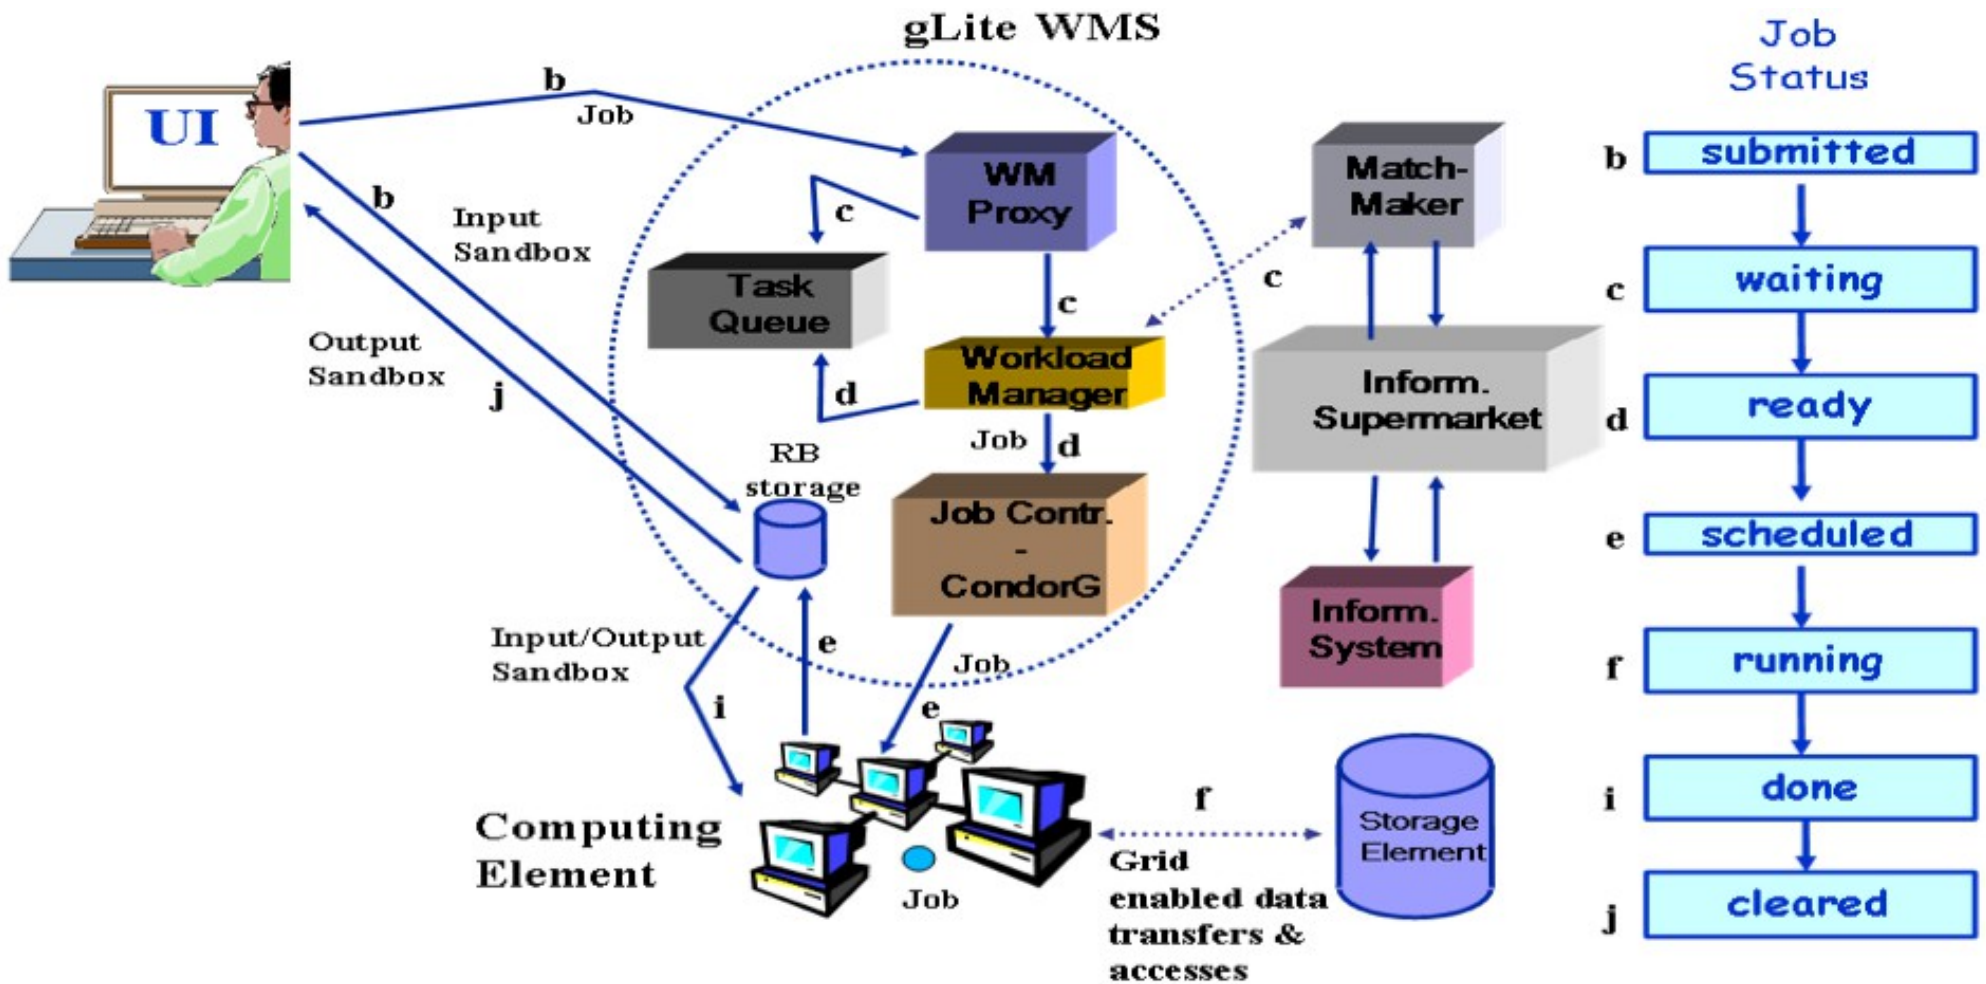 gLite WMS
Job
Status
UI
b
Job
b
Input
Sandbox
Output
Sandbox
j
WM
Proxy
c
Task
Queue
c
Workload
Manager
d
Job
d
RB
storage
Job Contr.
-
CondorG
Input/Output
Sandbox
i
e
Job
e
Computing
Element
Job
Match-
Maker
c
Inform.
Supermarket
Inform.
System
f
Grid
enabled data
transfers &
accesses
Storage
Element
b
submitted
c
waiting
d
ready
e
scheduled
f
running
i
done
j
cleared